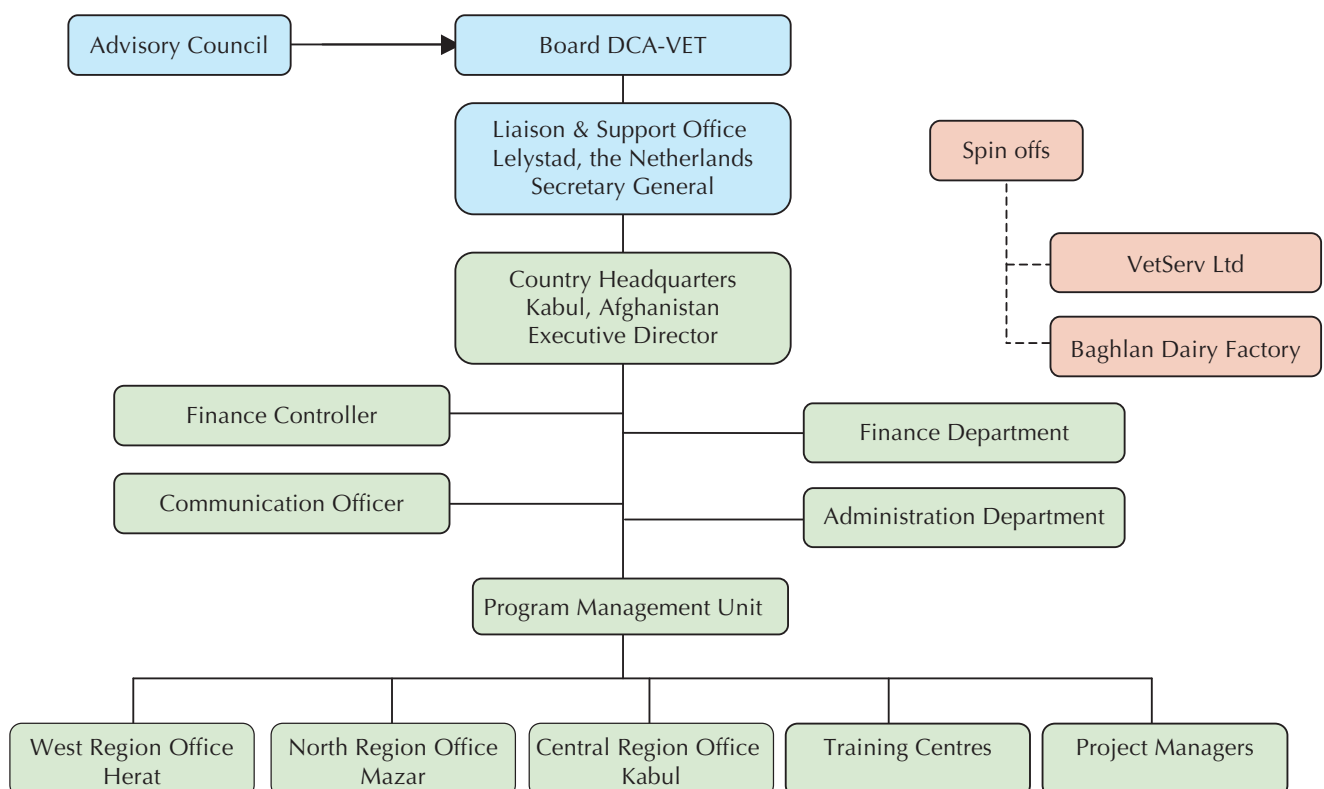 Advisory Council
Board DCA-VET
Liaison & Support Office
Lelystad, the Netherlands
Secretary General
Spin offs
VetServ Ltd
Baghlan Dairy Factory
Country Headquarters
Kabul, Afghanistan
Executive Director
Finance Controller
Finance Department
Communication Officer
Administration Department
Program Management Unit
West Region Office
Herat
North Region Office
Mazar
Central Region Office
Kabul
Training Centres
Project Managers